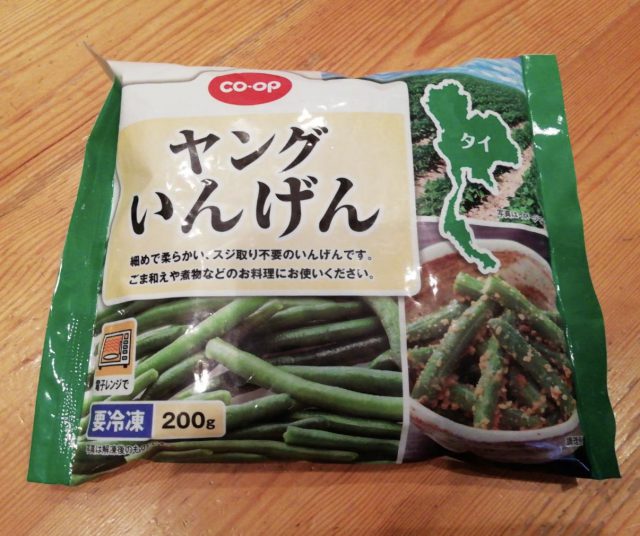 CO-OP
ヤング
いんげん
細めで柔らかい、スジ取り不要のいんげんです。
ごま和えや煮物などのお料理にお使いください。
タイ
電子レンジで
要冷凍
200g